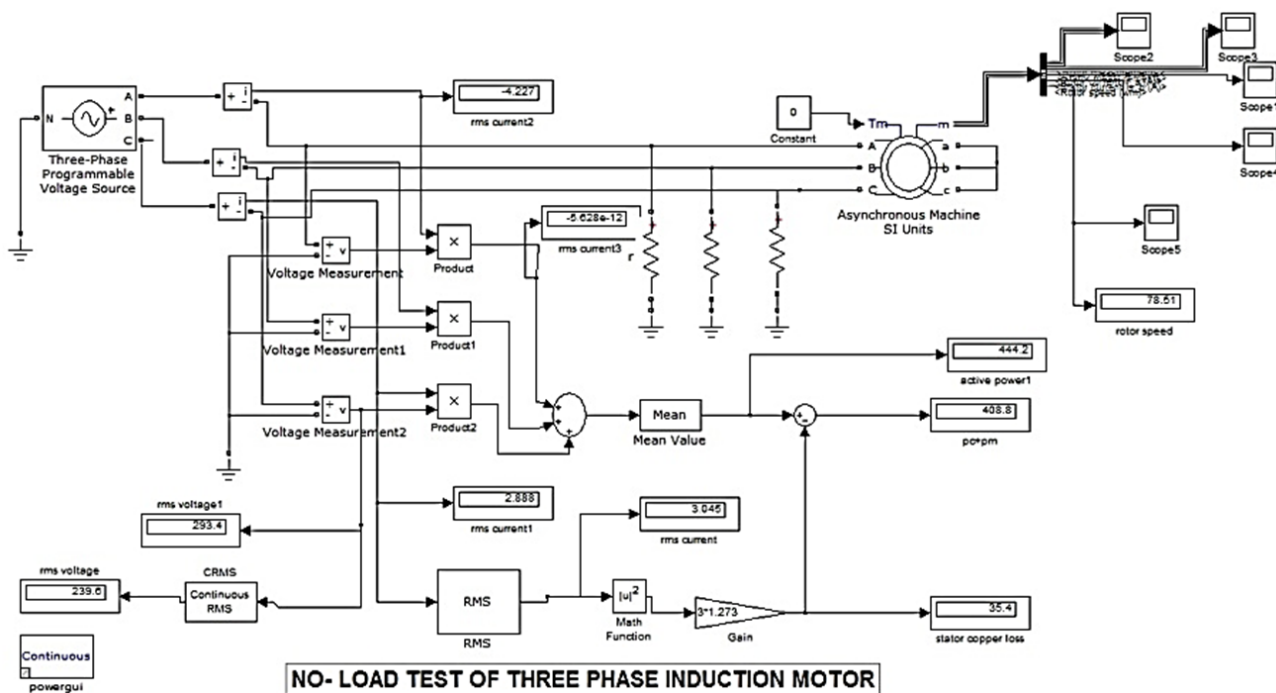 Scope2
Scope3
Scope4
Scope5
A
B
C
N
Three-Phase
Programmable
Voltage Source
+ i
-
+ i
-
+ i
-
-4.227
rms current2
0
Constant
Tm
m
A
B
C
a
b
c
Asynchronous Machine
SI Units
rms current3
r
+ v
-
Voltage Measurement
×
Product
78.51
rotor speed
+ v
-
Voltage Measurement1
×
Product1
444.2
active power1
+ v
-
Voltage Measurement2
×
Product2
Mean
Mean Value
408.8
pc+pm
rms voltage1
293.4
2.888
rms current1
3.045
rms current
rms voltage
239.6
CRMS
Continuous
RMS
RMS
RMS
|u|²
Math
Function
3*1.273
Gain
35.4
stator copper loss
Continuous
powergui
NO- LOAD TEST OF THREE PHASE INDUCTION MOTOR